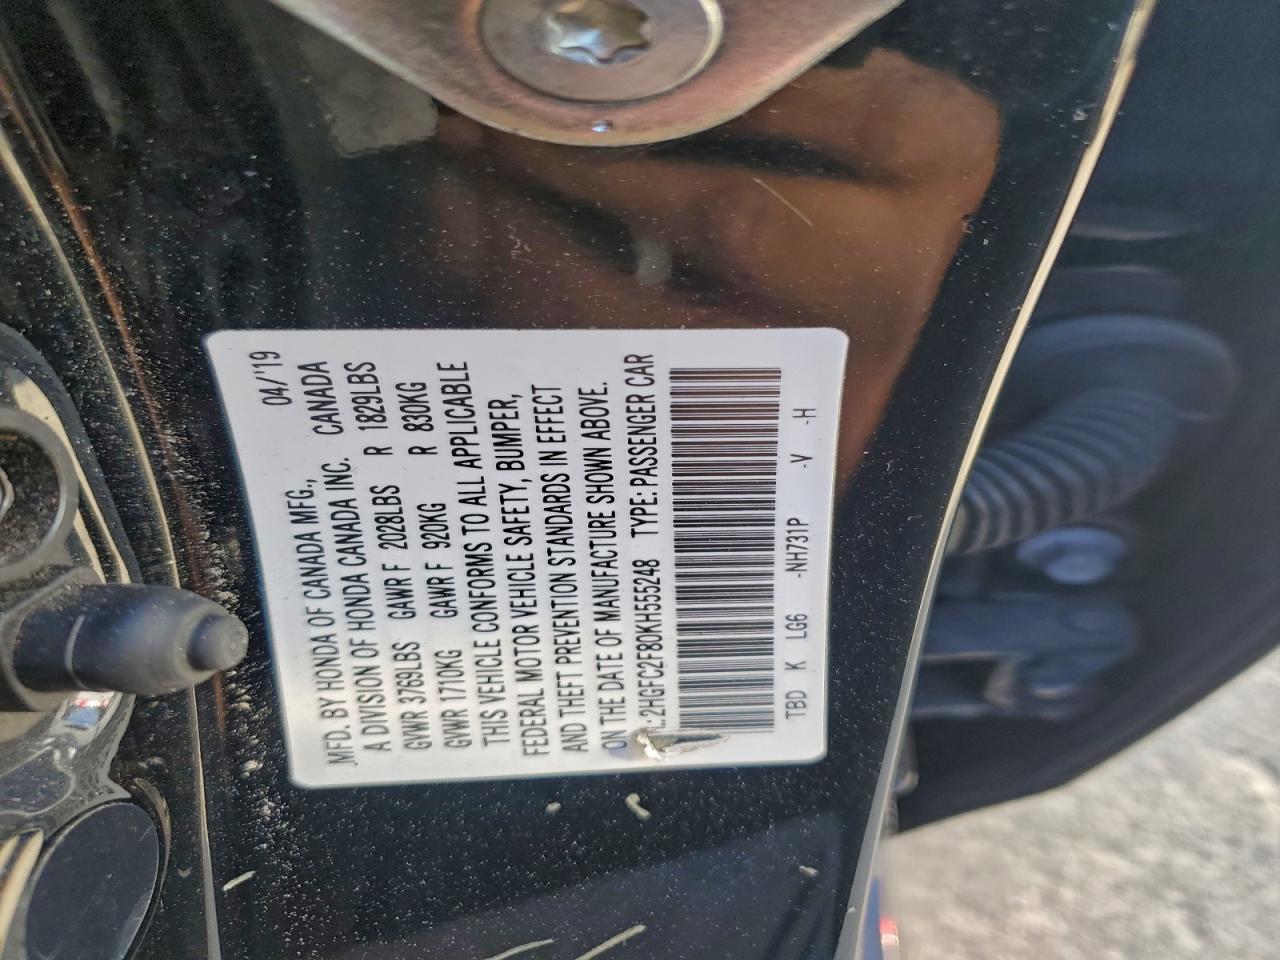 04/'19
MFD. BY HONDA OF CANADA MFG.,
A DIVISION OF HONDA CANADA INC. CANADA
GVWR 3769LBS GAWR F 2028LBS R 1829LBS
GVWR 1710KG GAWR F 920KG R 830KG
THIS VEHICLE CONFORMS TO ALL APPLICABLE
FEDERAL MOTOR VEHICLE SAFETY, BUMPER,
AND THEFT PREVENTION STANDARDS IN EFFECT
ON THE DATE OF MANUFACTURE SHOWN ABOVE.
2HGFC2F80KH555248 TYPE: PASSENGER CAR
TBD K LG6 -NH731P -V -H